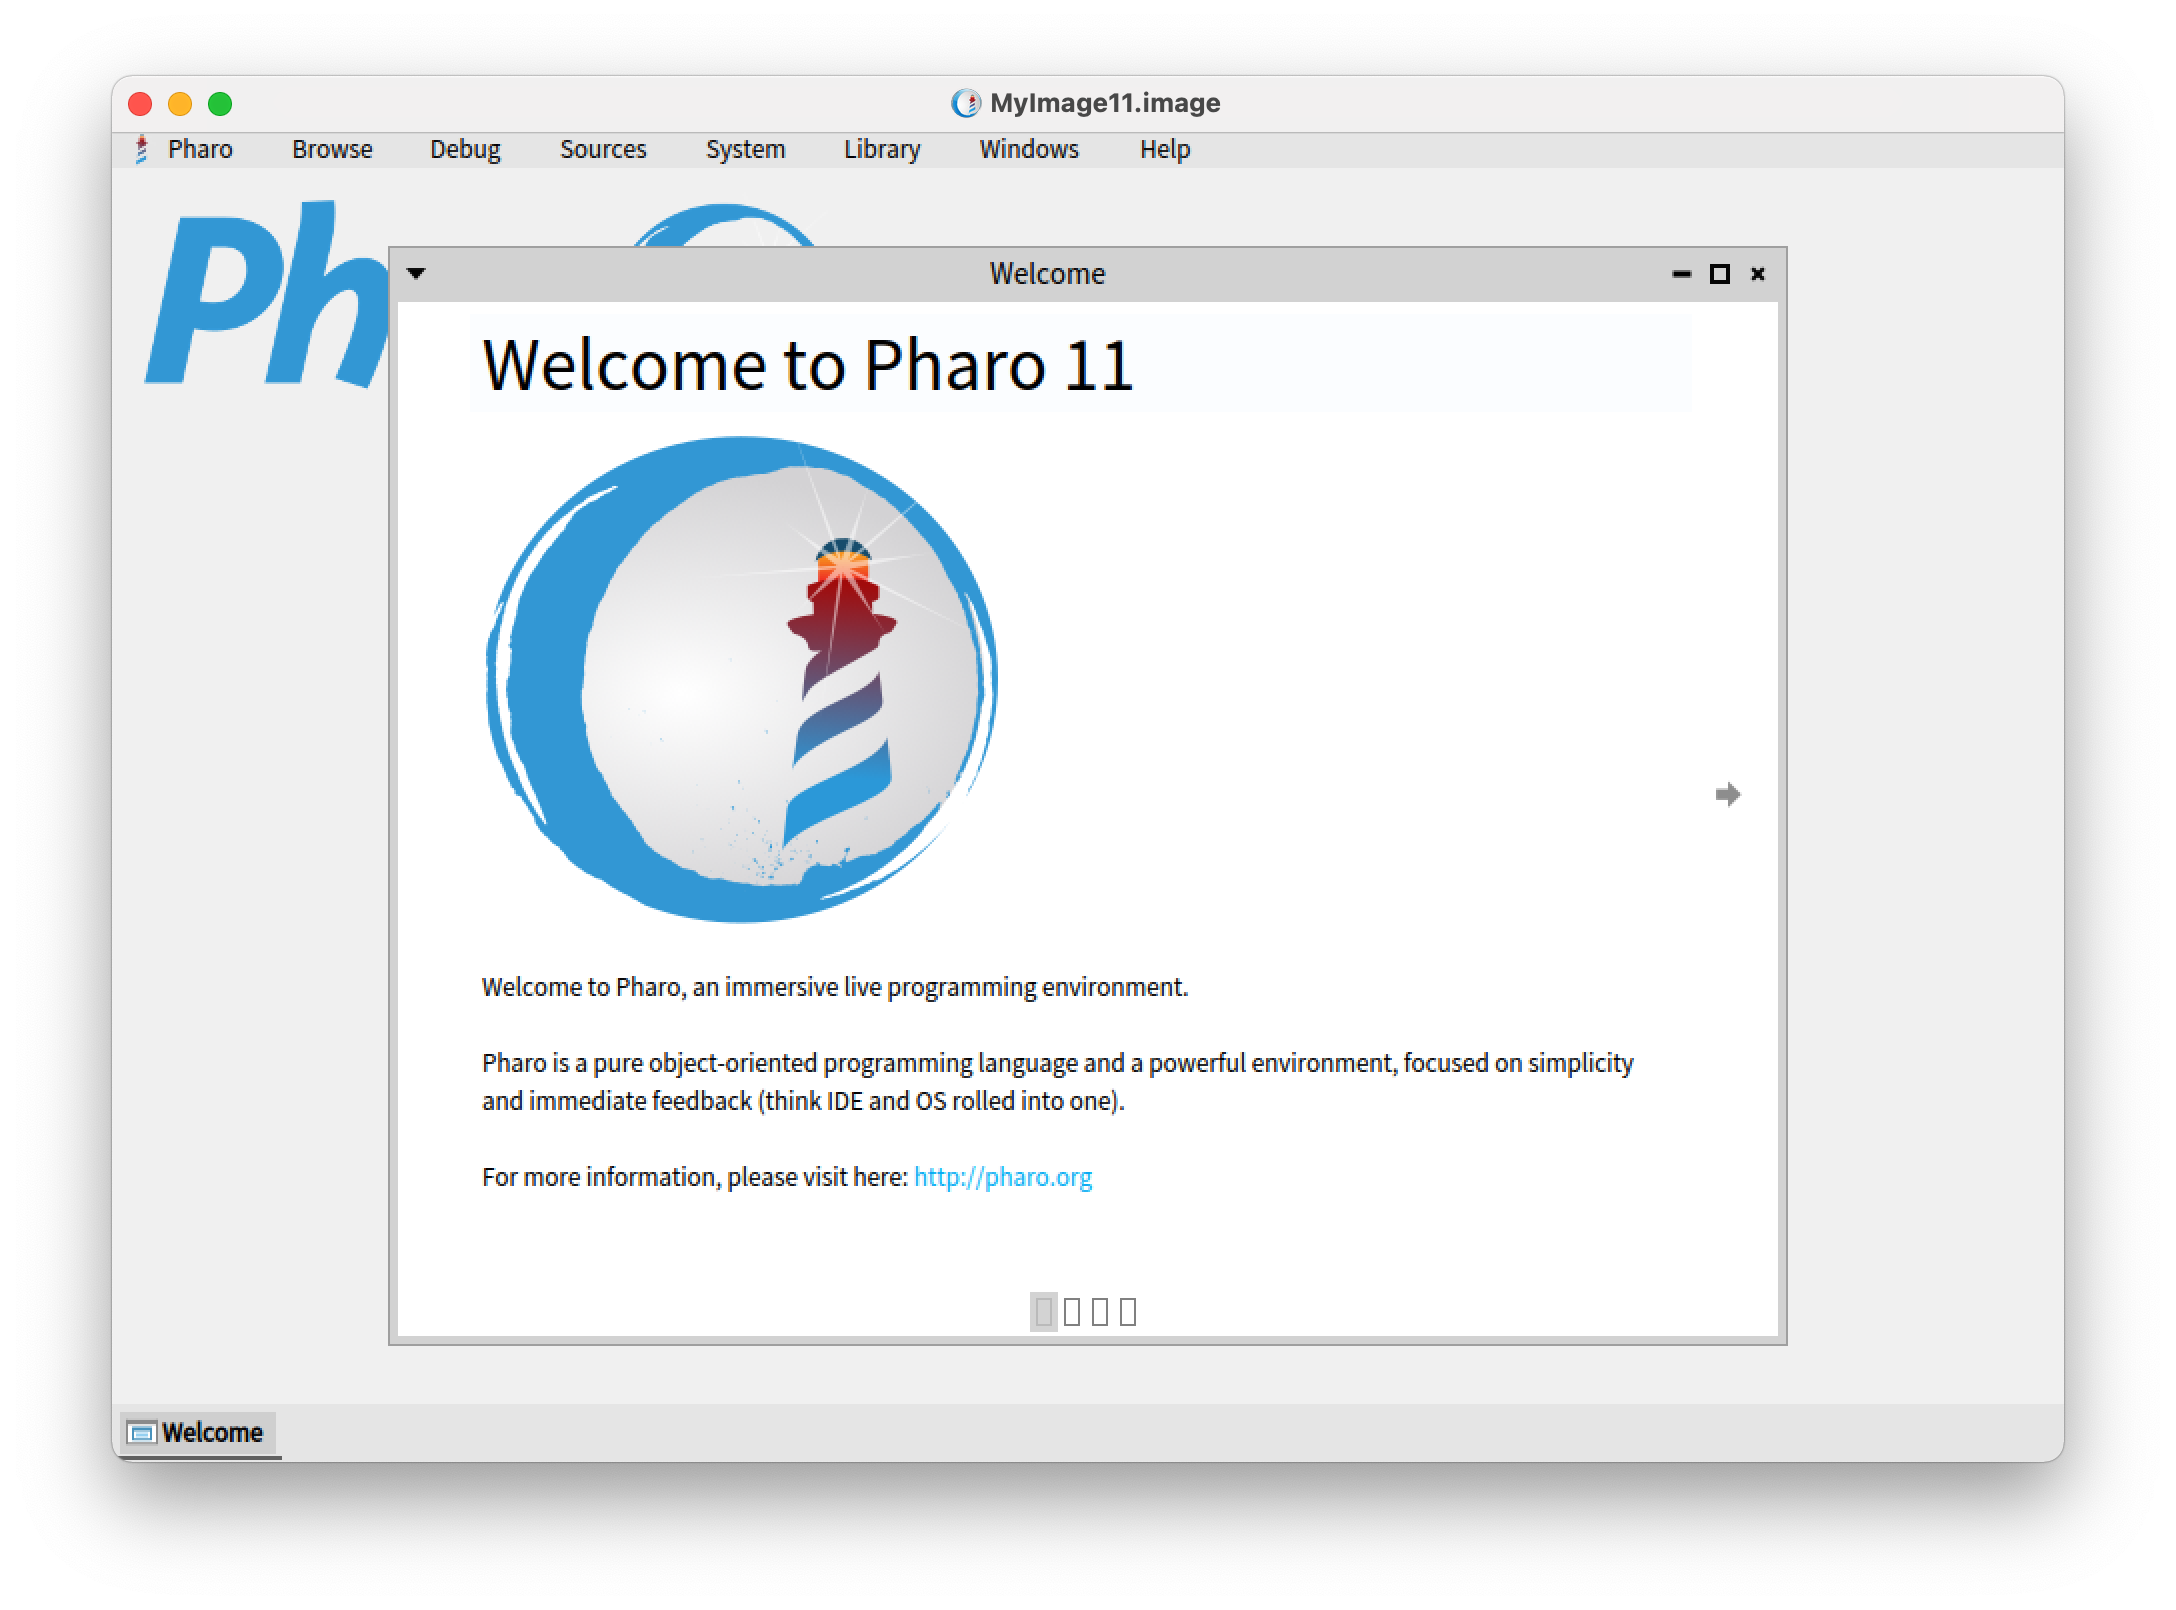 MyImage11.image
Pharo Browse Debug Sources System Library Windows Help
Ph
Welcome
Welcome to Pharo 11
Welcome to Pharo, an immersive live programming environment.
Pharo is a pure object-oriented programming language and a powerful environment, focused on simplicity
and immediate feedback (think IDE and OS rolled into one).
For more information, please visit here: http://pharo.org
Welcome